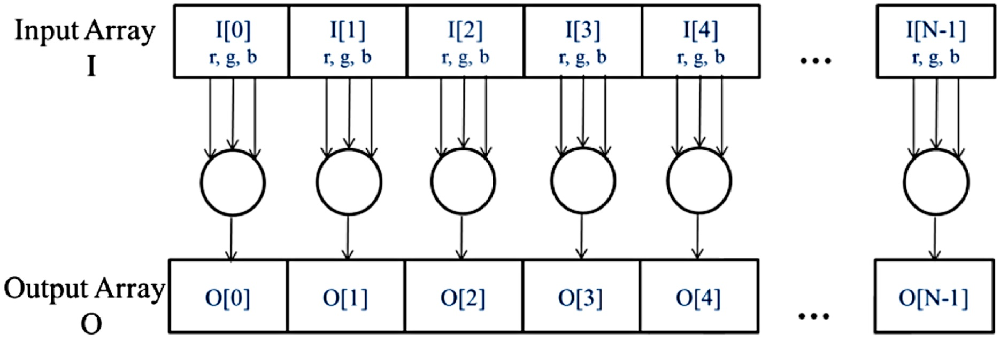 Input Array
I
I[0] I[1] I[2] I[3] I[4] ... I[N-1]
r, g, b r, g, b r, g, b r, g, b r, g, b r, g, b
Output Array
O
O[0] O[1] O[2] O[3] O[4] ... O[N-1]